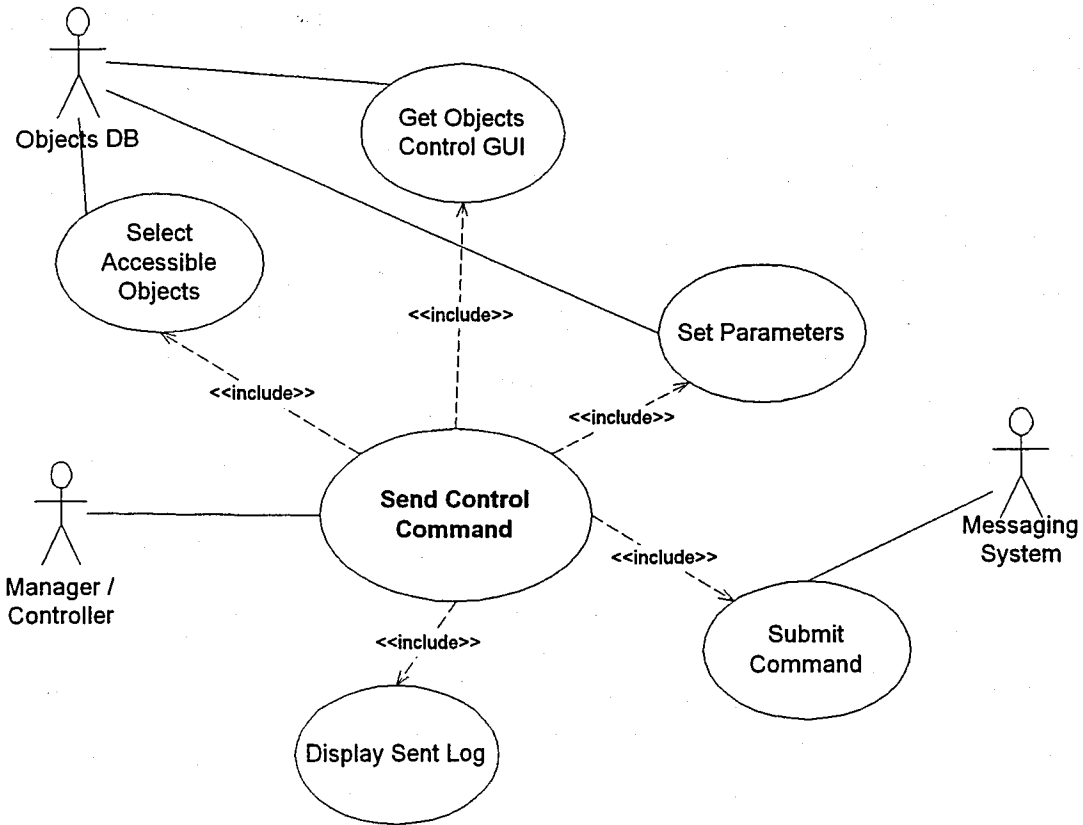 Objects DB
Get Objects
Control GUI
Select
Accessible
Objects
<<include>>
Set Parameters
<<include>>
<<include>>
Send Control
Command
Manager /
Controller
Messaging
System
<<include>>
<<include>>
Submit
Command
Display Sent Log